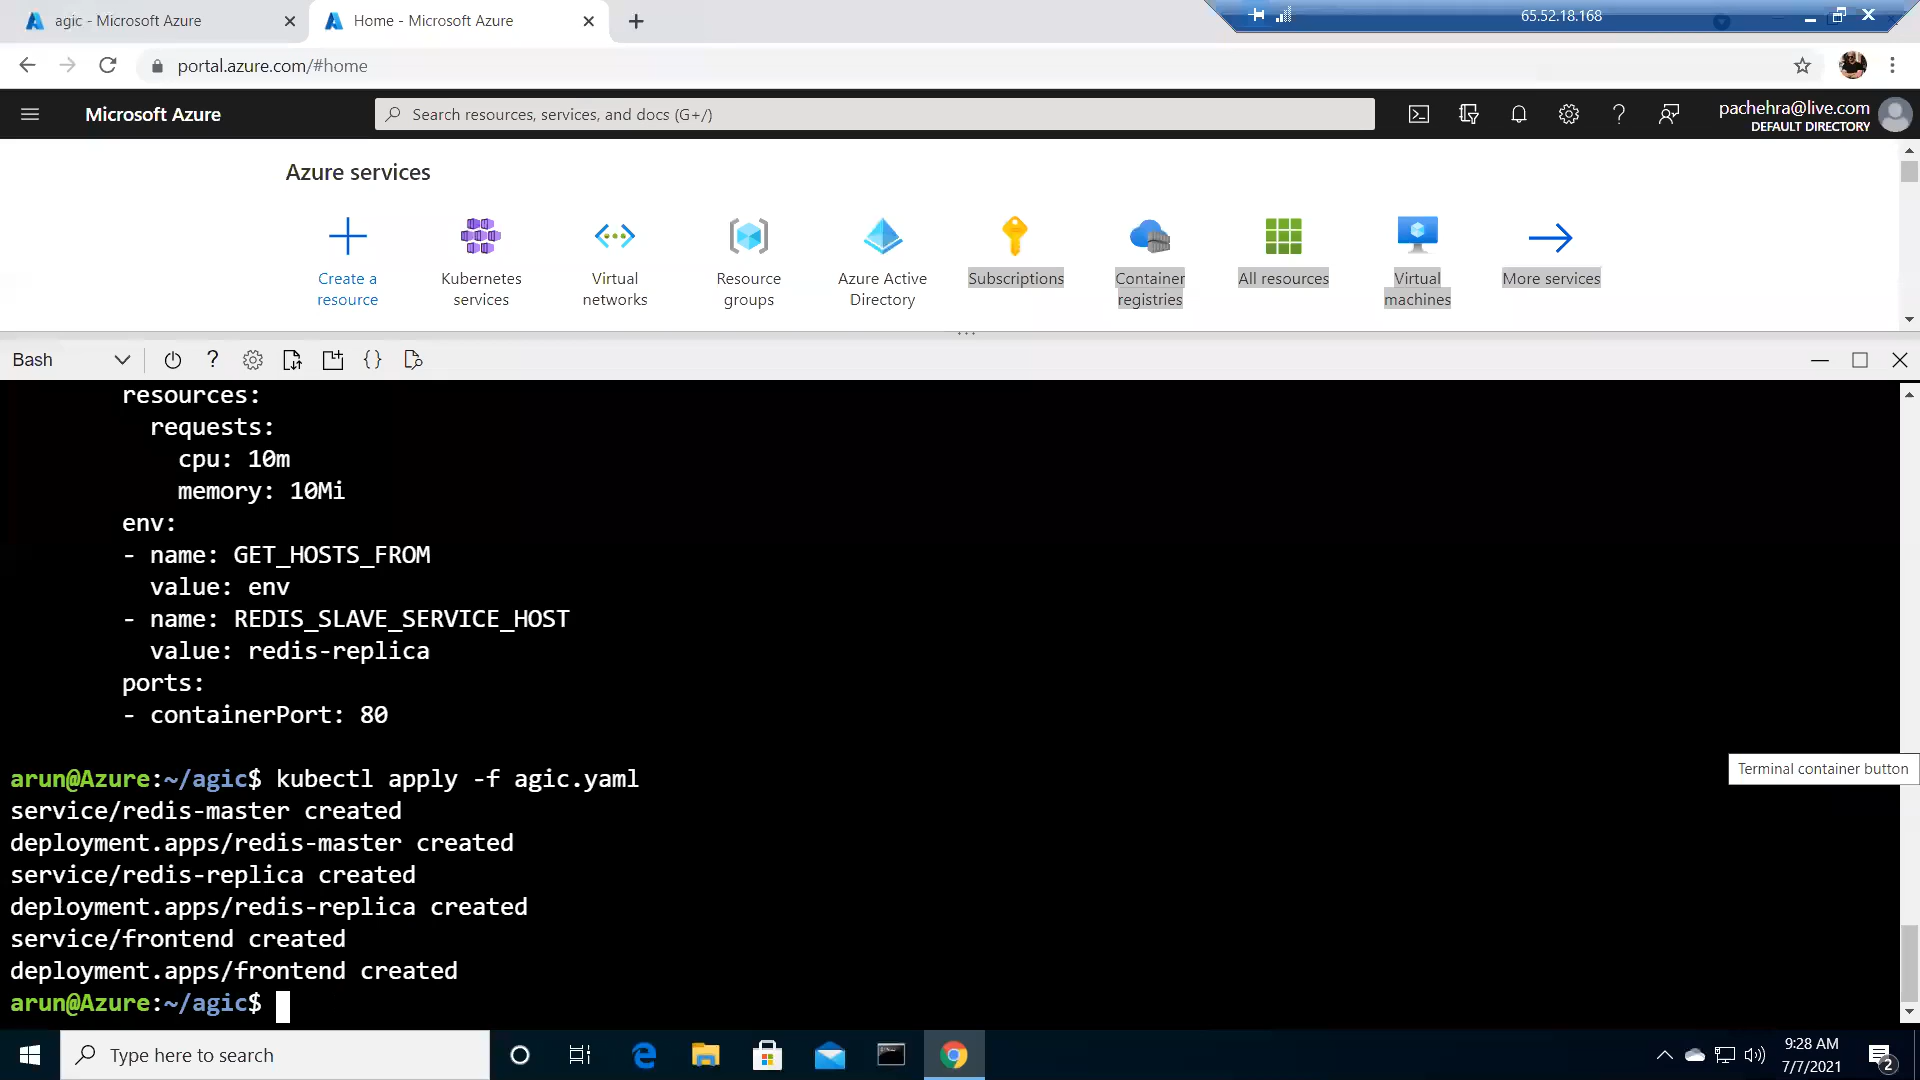 agic - Microsoft Azure
Home - Microsoft Azure
65.52.18.168
portal.azure.com/#home
Microsoft Azure
Search resources, services, and docs (G+/)
pachehra@live.com
DEFAULT DIRECTORY
Azure services
Create a
resource
Kubernetes
services
Virtual
networks
Resource
groups
Azure Active
Directory
Subscriptions
Container
registries
All resources
Virtual
machines
More services
Bash
resources:
requests:
cpu: 10m
memory: 10Mi
env:
- name: GET_HOSTS_FROM
value: env
- name: REDIS_SLAVE_SERVICE_HOST
value: redis-replica
ports:
- containerPort: 80
Terminal container button
arun@Azure:~/agic$ kubectl apply -f agic.yaml
service/redis-master created
deployment.apps/redis-master created
service/redis-replica created
deployment.apps/redis-replica created
service/frontend created
deployment.apps/frontend created
arun@Azure:~/agic$
Type here to search
9:28 AM
7/7/2021
2